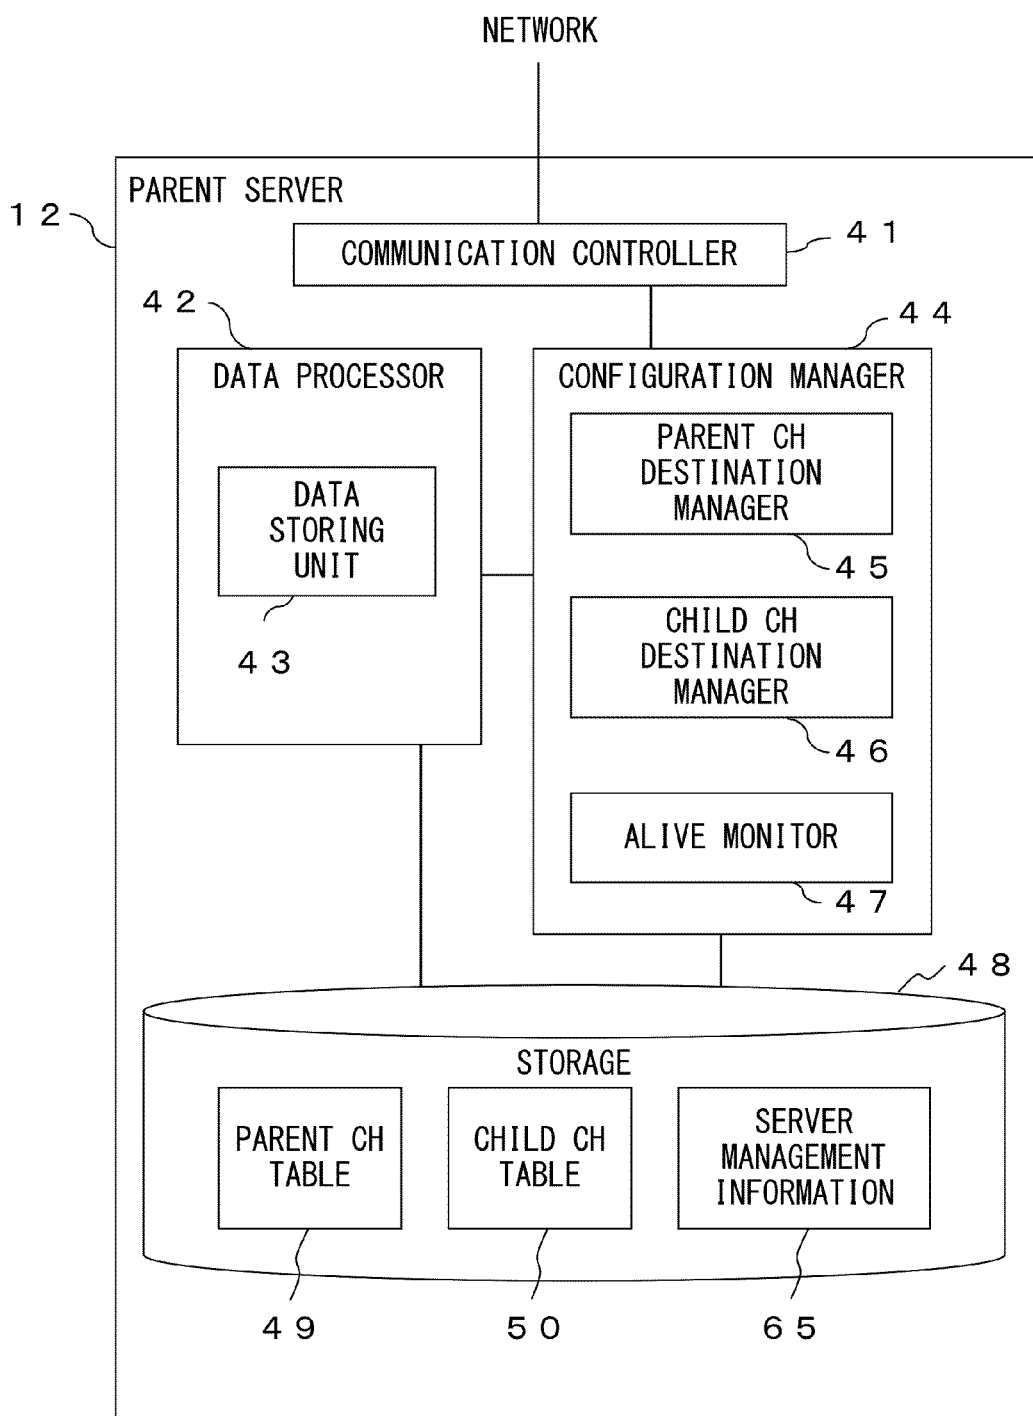 NETWORK
PARENT SERVER
12
COMMUNICATION CONTROLLER
41
42
44
DATA PROCESSOR
CONFIGURATION MANAGER
PARENT CH
DESTINATION
MANAGER
45
DATA
STORING
UNIT
43
CHILD CH
DESTINATION
MANAGER
46
ALIVE MONITOR
47
48
STORAGE
PARENT CH
TABLE
CHILD CH
TABLE
SERVER
MANAGEMENT
INFORMATION
49
50
65